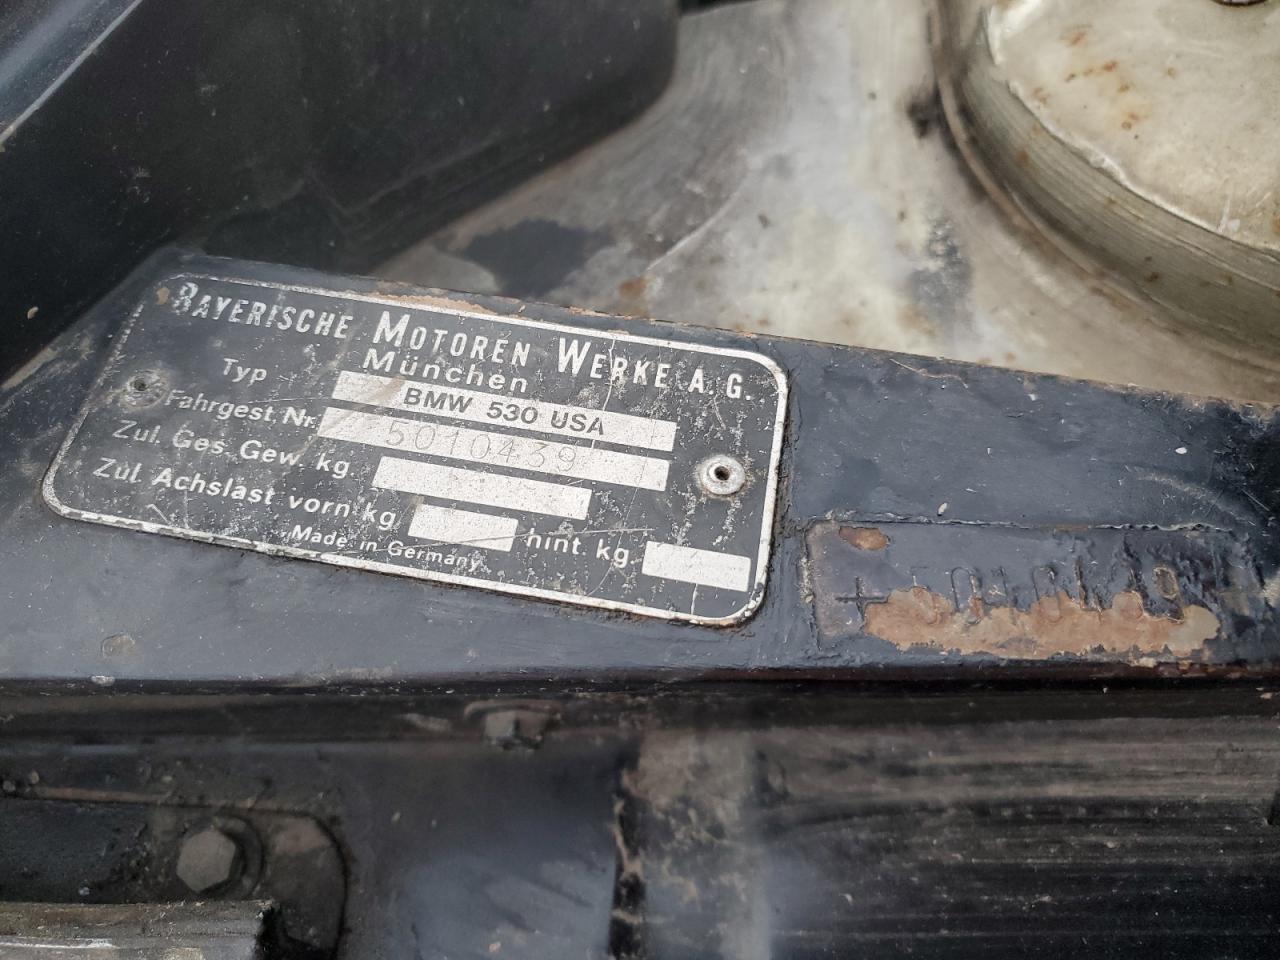 BAYERISCHE MOTOREN WERKE A.G.
München
Typ BMW 530 USA
Fahrgest. Nr. 5010439
Zul. Ges. Gew. kg
Zul. Achslast vorn kg hint. kg
Made in Germany